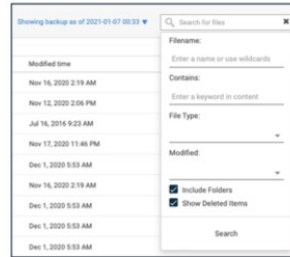 Showing backup as of 2021-01-07 00:33
Search for files
Modified time
Nov 16, 2020 2:19 AM
Nov 12, 2020 2:06 PM
Jul 16, 2016 9:23 AM
Nov 17, 2020 11:46 PM
Dec 1, 2020 5:53 AM
Nov 16, 2020 2:19 AM
Dec 1, 2020 5:53 AM
Dec 1, 2020 5:53 AM
Dec 1, 2020 5:53 AM
Filename:
Enter a name or use wildcards
Contains:
Enter a keyword in content
File Type:
Modified:
Include Folders
Show Deleted Items
Search